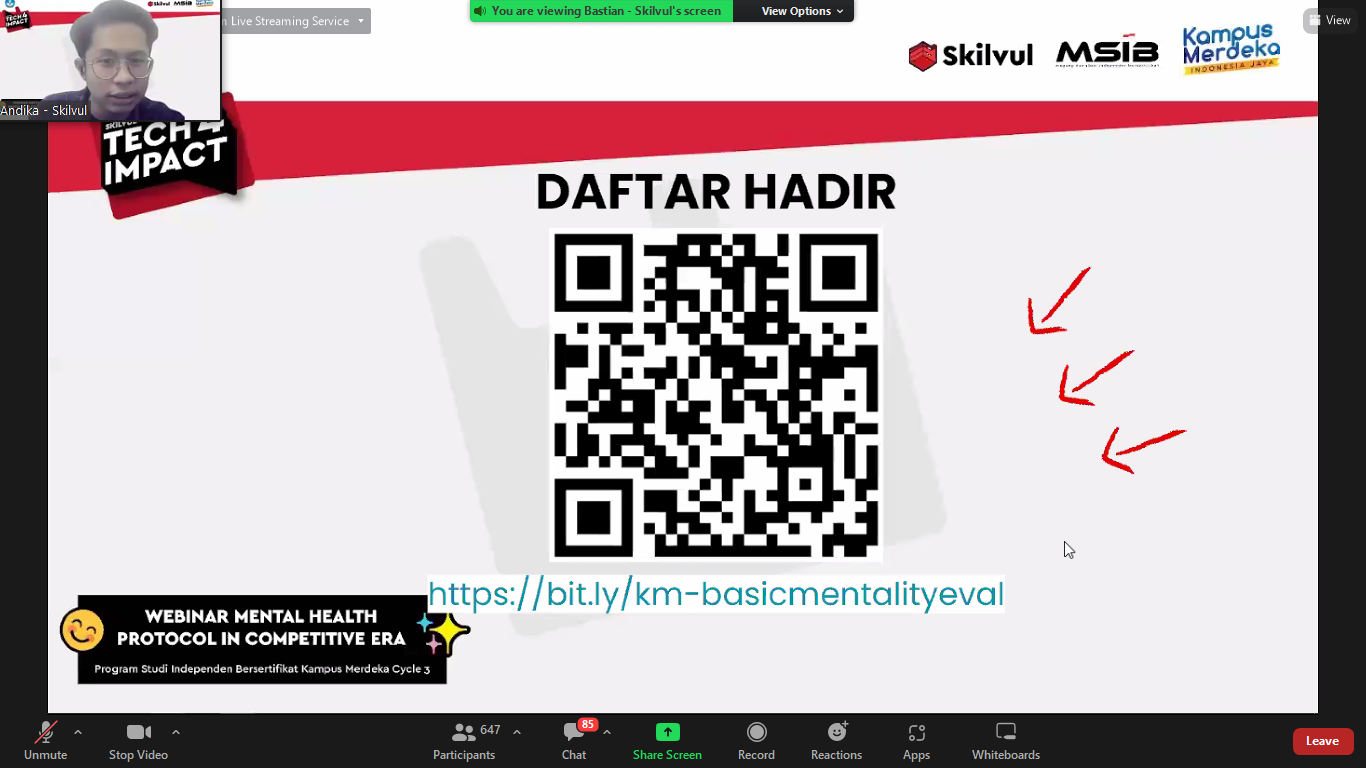 Live Streaming Service
You are viewing Bastian - Skilvul's screen
View Options
View
Andika - Skilvul
TECH4
IMPACT
Skilvul
MSIB
Kampus
Merdeka
INDONESIA JAYA
TECH 4
IMPACT
DAFTAR HADIR
https://bit.ly/km-basicmentalityeval
WEBINAR MENTAL HEALTH
PROTOCOL IN COMPETITIVE ERA
Program Studi Independen Bersertifikat Kampus Merdeka Cycle 3
Unmute
Stop Video
647
Participants
85
Chat
Share Screen
Record
Reactions
Apps
Whiteboards
Leave